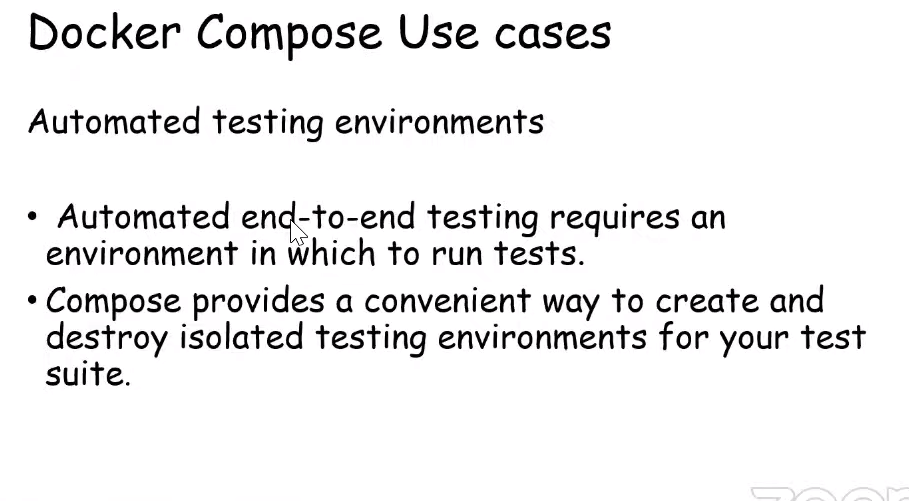 Docker Compose Use cases
Automated testing environments
• Automated end-to-end testing requires an
environment in which to run tests.
• Compose provides a convenient way to create and
destroy isolated testing environments for your test
suite.